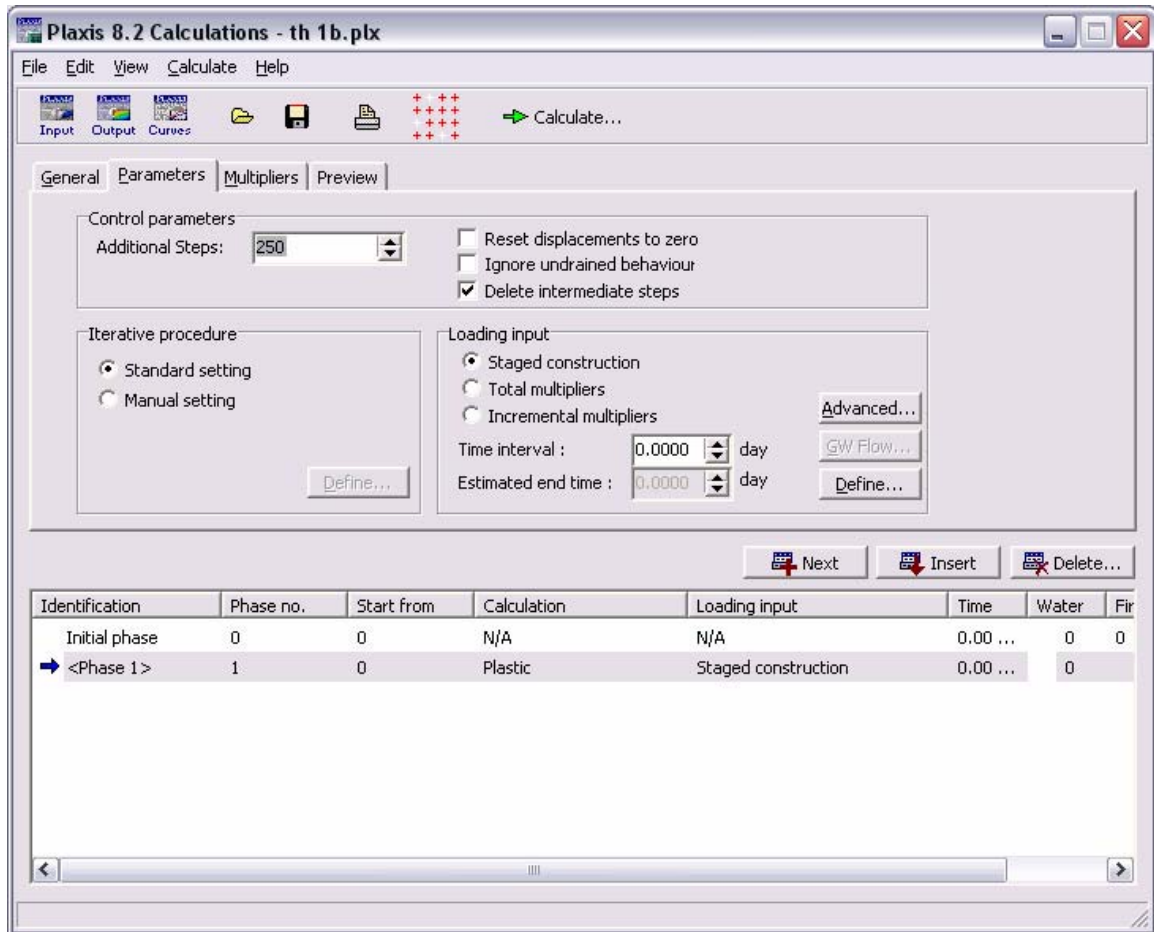 Plaxis 8.2 Calculations - th 1b.plx
File Edit View Calculate Help
Input Output Curves Calculate...
General Parameters Multipliers Preview
Control parameters
Additional Steps: 250
Reset displacements to zero
Ignore undrained behaviour
Delete intermediate steps
Iterative procedure
Standard setting
Manual setting
Define...
Loading input
Staged construction
Total multipliers
Incremental multipliers
Advanced...
Time interval : 0.0000 day GW Flow...
Estimated end time : 0.0000 day Define...
Next Insert Delete...
Identification Phase no. Start from Calculation Loading input Time Water Fir
Initial phase 0 0 N/A N/A 0.00 ... 0 0
<Phase 1> 1 0 Plastic Staged construction 0.00 ... 0